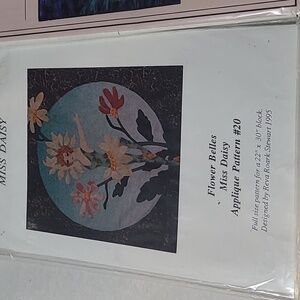 MISS DAISY
Flower Belles
Miss Daisy
Applique Pattern #20
Full size pattern for a 22" x 30" block.
Designed by Reva Roark Stewart 1995